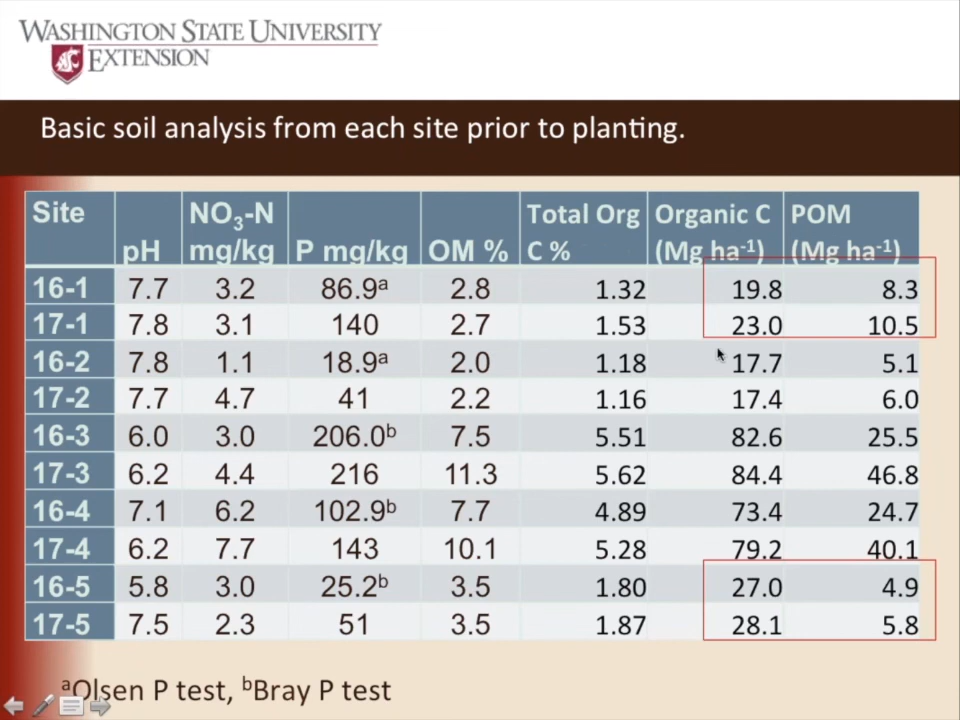 WASHINGTON STATE UNIVERSITY
EXTENSION
Basic soil analysis from each site prior to planting.
Site pH NO3-N mg/kg P mg/kg OM % Total Org C % Organic C (Mg ha-1) POM (Mg ha-1)
16-1 7.7 3.2 86.9a 2.8 1.32 19.8 8.3
17-1 7.8 3.1 140 2.7 1.53 23.0 10.5
16-2 7.8 1.1 18.9a 2.0 1.18 17.7 5.1
17-2 7.7 4.7 41 2.2 1.16 17.4 6.0
16-3 6.0 3.0 206.0b 7.5 5.51 82.6 25.5
17-3 6.2 4.4 216 11.3 5.62 84.4 46.8
16-4 7.1 6.2 102.9b 7.7 4.89 73.4 24.7
17-4 6.2 7.7 143 10.1 5.28 79.2 40.1
16-5 5.8 3.0 25.2b 3.5 1.80 27.0 4.9
17-5 7.5 2.3 51 3.5 1.87 28.1 5.8
aOlsen P test, bBray P test